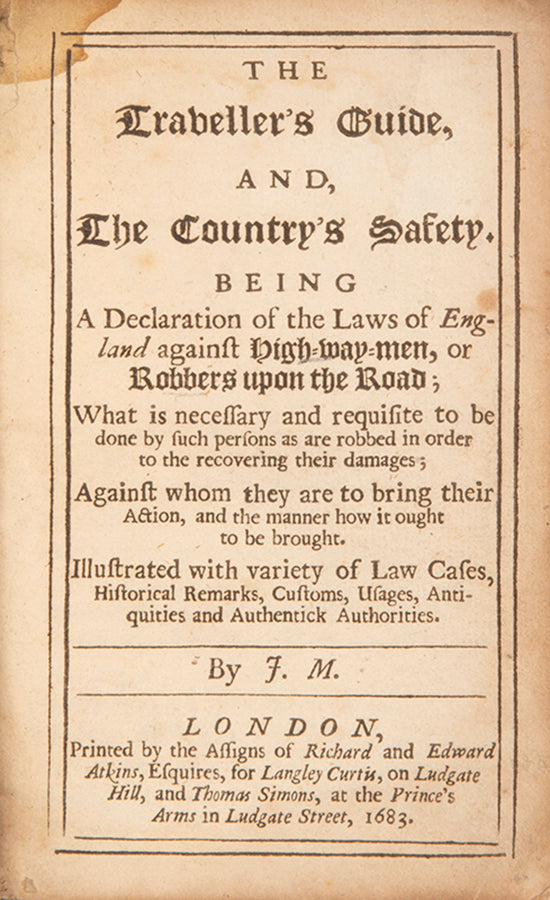 THE
Traveller's Guide,
AND,
The Country's Safety.
BEING
A Declaration of the Laws of Eng-
land againſt High-way-men, or
Robbers upon the Road;
What is neceſſary and requiſite to be
done by ſuch perſons as are robbed in order
to the recovering their damages;
Againſt whom they are to bring their
Action, and the manner how it ought
to be brought.
Illuſtrated with variety of Law Caſes,
Hiſtorical Remarks, Cuſtoms, Uſages, Anti-
quities and Authentick Authorities.
By J. M.
LONDON,
Printed by the Aſſigns of Richard and Edward
Atkins, Eſquires, for Langley Curtis, on Ludgate
Hill, and Thomas Simons, at the Prince's
Arms in Ludgate Street, 1683.